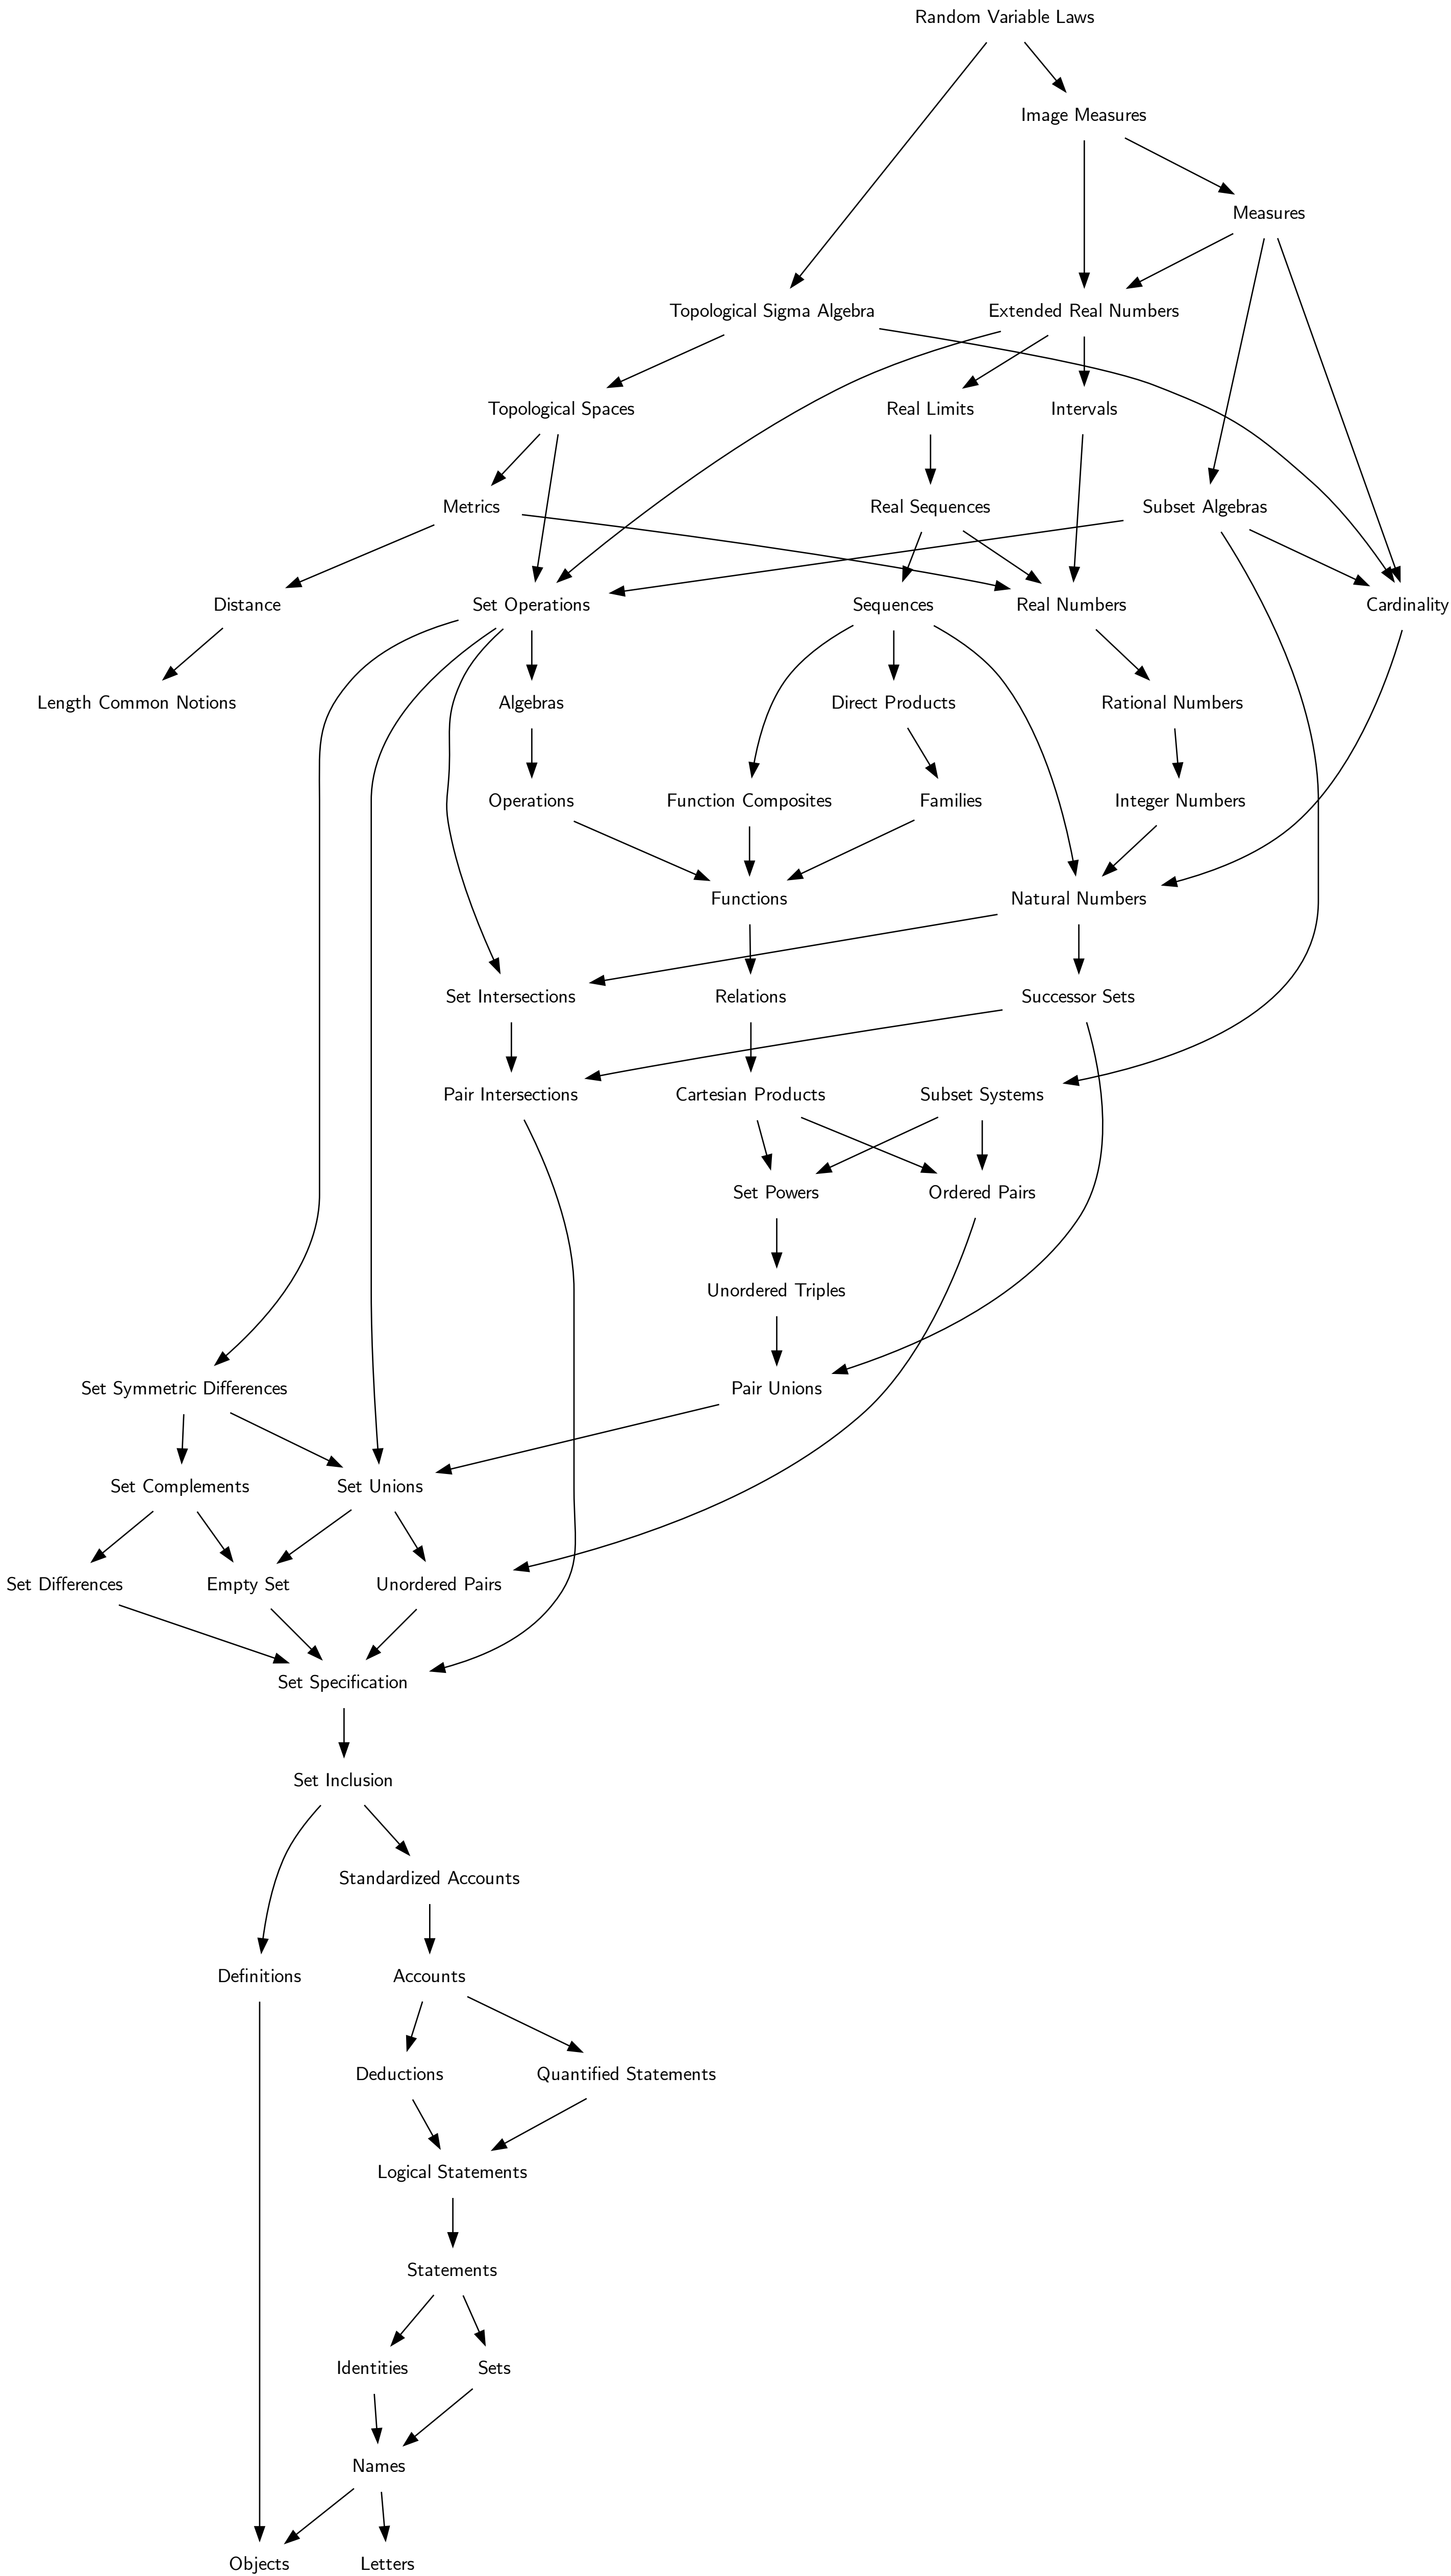 Random Variable Laws
Image Measures
Measures
Topological Sigma Algebra
Extended Real Numbers
Topological Spaces
Real Limits
Intervals
Metrics
Real Sequences
Subset Algebras
Distance
Set Operations
Sequences
Real Numbers
Cardinality
Length Common Notions
Algebras
Direct Products
Rational Numbers
Operations
Function Composites
Families
Integer Numbers
Functions
Natural Numbers
Set Intersections
Relations
Successor Sets
Pair Intersections
Cartesian Products
Subset Systems
Set Powers
Ordered Pairs
Unordered Triples
Set Symmetric Differences
Pair Unions
Set Complements
Set Unions
Set Differences
Empty Set
Unordered Pairs
Set Specification
Set Inclusion
Standardized Accounts
Definitions
Accounts
Deductions
Quantified Statements
Logical Statements
Statements
Identities
Sets
Names
Objects
Letters